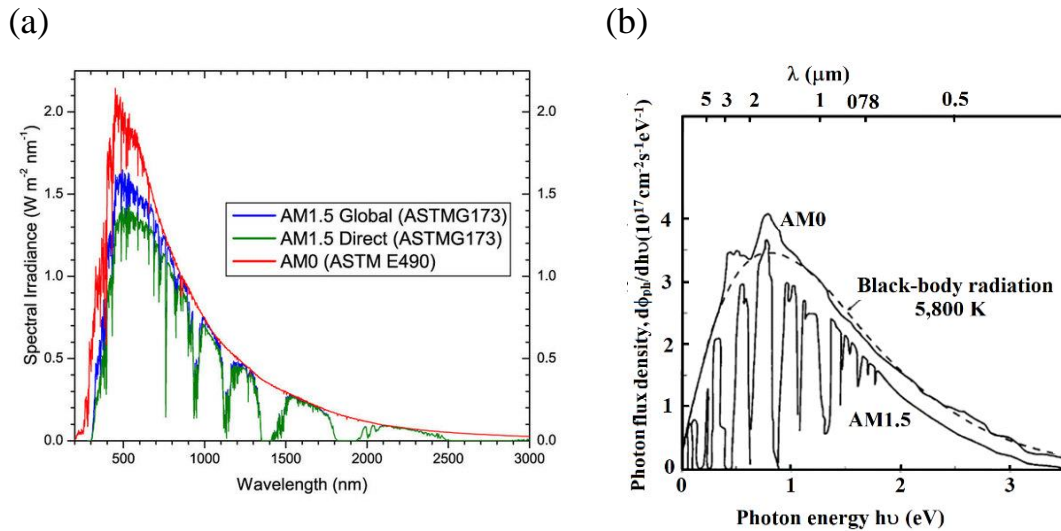 (a)
(b)
2.0
1.5
1.0
0.5
0.0
2.0
1.5
1.0
0.5
0.0
500
1000
1500
2000
2500
3000
Spectral Irradiance (W m⁻² nm⁻¹)
Wavelength (nm)
AM1.5 Global (ASTMG173)
AM1.5 Direct (ASTMG173)
AM0 (ASTM E490)
λ (μm)
5 3 2 1 078 0.5
Photon flux density, dϕph/dhυ(10¹⁷cm⁻²s⁻¹eV⁻¹)
4
3
2
1
0
AM0
Black-body radiation
5,800 K
AM1.5
0 1 2 3
Photon energy hυ (eV)